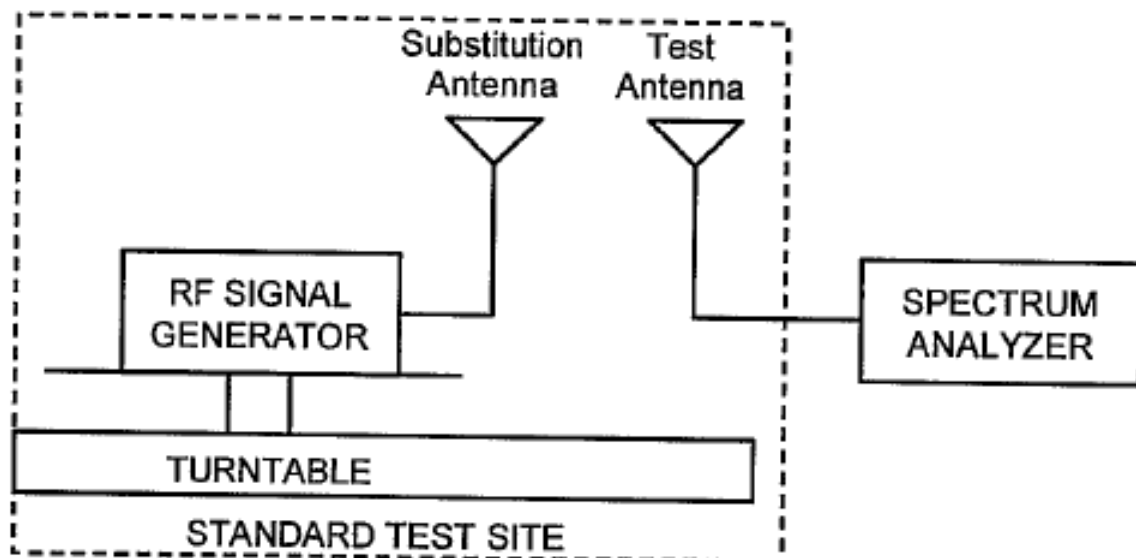 Substitution
Antenna
Test
Antenna
RF SIGNAL
GENERATOR
SPECTRUM
ANALYZER
TURNTABLE
STANDARD TEST SITE